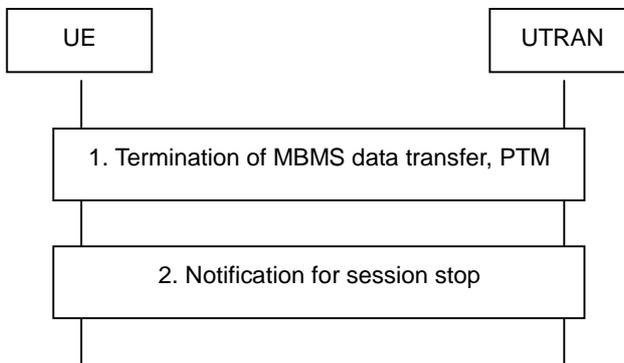 UE
UTRAN
1. Termination of MBMS data transfer, PTM
2. Notification for session stop